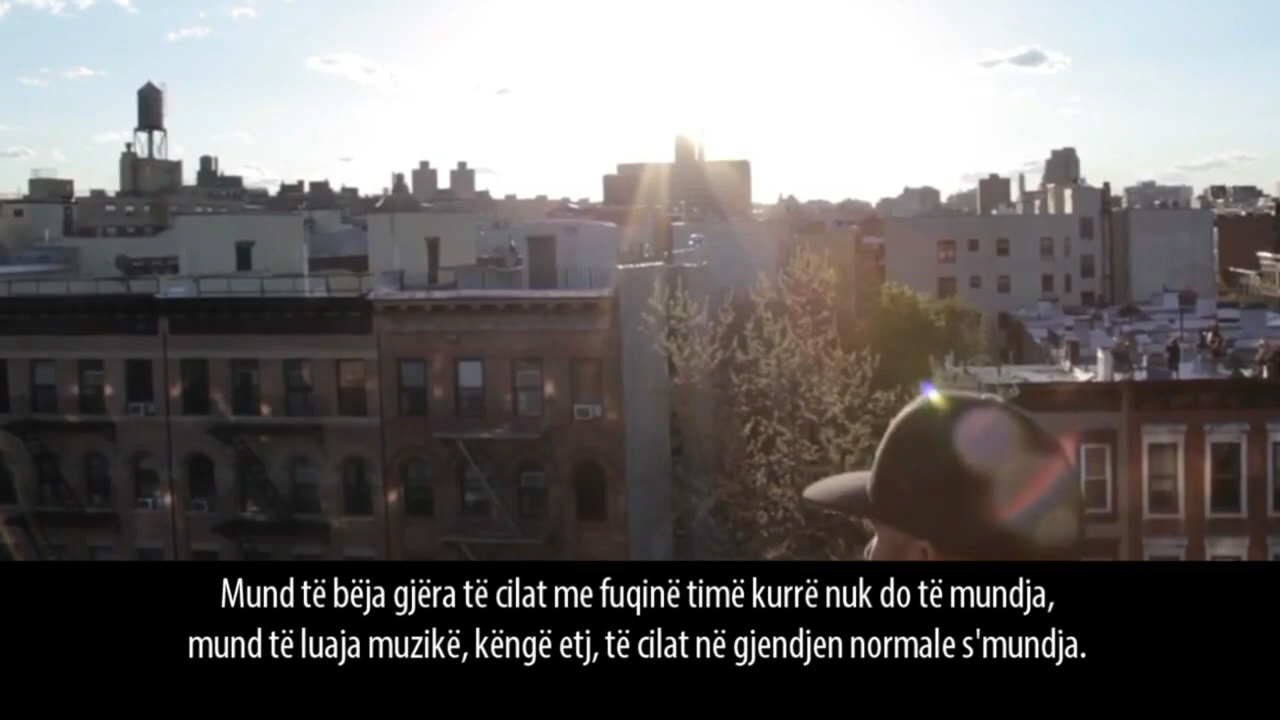 Mund të bëja gjëra të cilat me fuqinë timë kurrë nuk do të mundja,
mund të luaja muzikë, këngë etj, të cilat në gjendjen normale s'mundja.